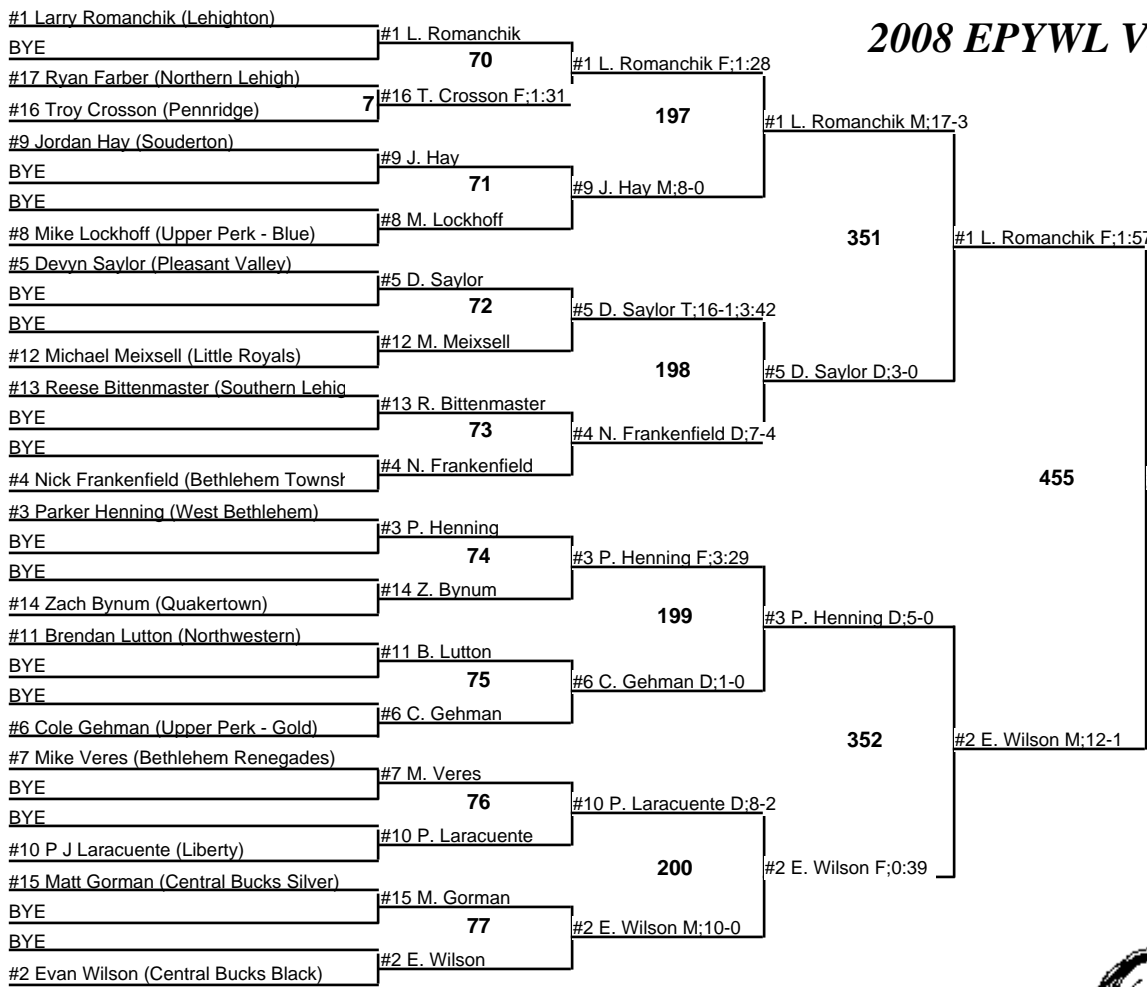 2008 EPYWL V
#1 Larry Romanchik (Lehighton)
BYE
#17 Ryan Farber (Northern Lehigh)
#16 Troy Crosson (Pennridge)
#9 Jordan Hay (Souderton)
BYE
BYE
#8 Mike Lockhoff (Upper Perk - Blue)
#5 Devyn Saylor (Pleasant Valley)
BYE
BYE
#12 Michael Meixsell (Little Royals)
#13 Reese Bittenmaster (Southern Lehig
BYE
BYE
#4 Nick Frankenfield (Bethlehem Townsh
#3 Parker Henning (West Bethlehem)
BYE
BYE
#14 Zach Bynum (Quakertown)
#11 Brendan Lutton (Northwestern)
BYE
BYE
#6 Cole Gehman (Upper Perk - Gold)
#7 Mike Veres (Bethlehem Renegades)
BYE
BYE
#10 P J Laracuente (Liberty)
#15 Matt Gorman (Central Bucks Silver)
BYE
BYE
#2 Evan Wilson (Central Bucks Black)
7
#1 L. Romanchik
70
#16 T. Crosson F;1:31
#9 J. Hay
71
#8 M. Lockhoff
#5 D. Saylor
72
#12 M. Meixsell
#13 R. Bittenmaster
73
#4 N. Frankenfield
#3 P. Henning
74
#14 Z. Bynum
#11 B. Lutton
75
#6 C. Gehman
#7 M. Veres
76
#10 P. Laracuente
#15 M. Gorman
77
#2 E. Wilson
#1 L. Romanchik F;1:28
197
#9 J. Hay M;8-0
#5 D. Saylor T;16-1;3:42
198
#4 N. Frankenfield D;7-4
#3 P. Henning F;3:29
199
#6 C. Gehman D;1-0
#10 P. Laracuente D;8-2
200
#2 E. Wilson M;10-0
#1 L. Romanchik M;17-3
351
#5 D. Saylor D;3-0
#3 P. Henning D;5-0
352
#2 E. Wilson F;0:39
#1 L. Romanchik F;1:57
455
#2 E. Wilson M;12-1